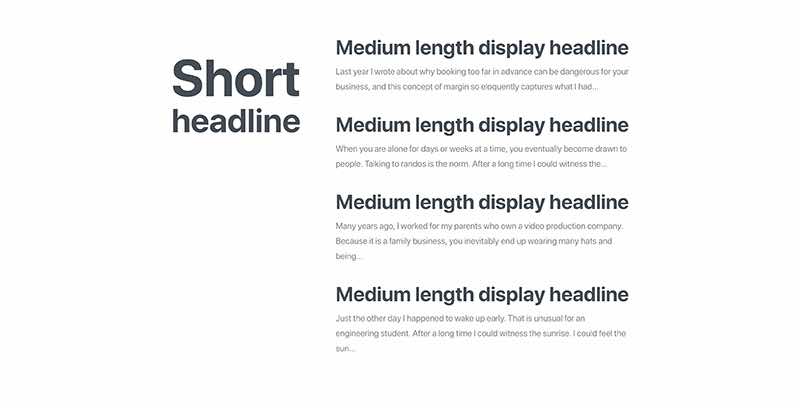 Short
headline
Medium length display headline
Last year I wrote about why booking too far in advance can be dangerous for your
business, and this concept of margin so eloquently captures what I had...
Medium length display headline
When you are alone for days or weeks at a time, you eventually become drawn to
people. Talking to randos is the norm. After a long time I could witness the...
Medium length display headline
Many years ago, I worked for my parents who own a video production company.
Because it is a family business, you inevitably end up wearing many hats and
being...
Medium length display headline
Just the other day I happened to wake up early. That is unusual for an
engineering student. After a long time I could witness the sunrise. I could feel the
sun...